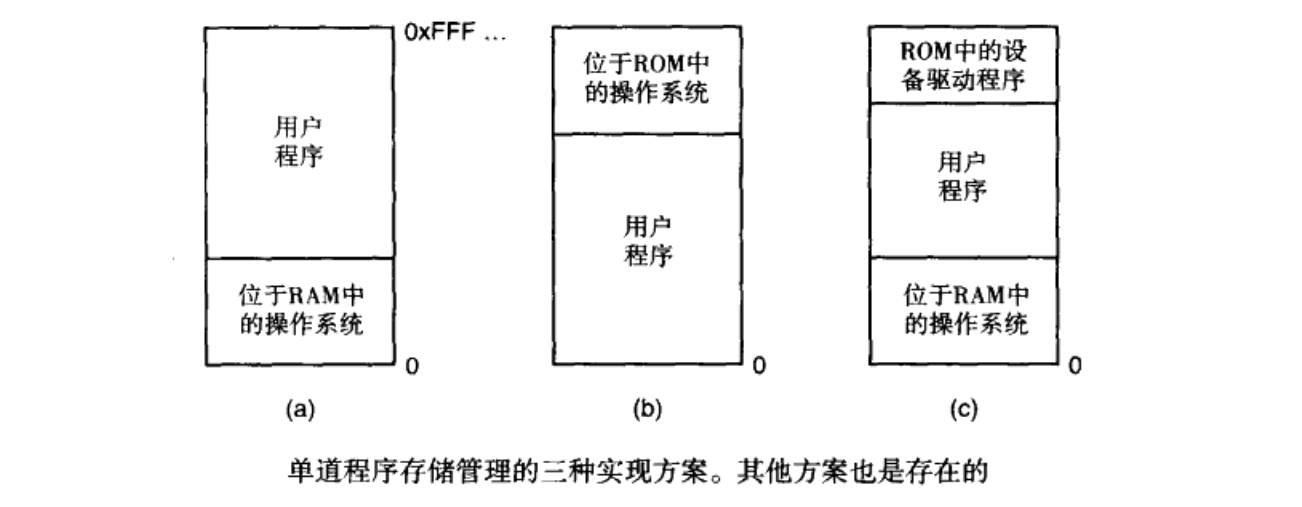 用户
程序
位于RAM中
的操作系统
0xFFF ...
0
(a)
位于ROM中
的操作系统
用户
程序
0
(b)
ROM中的设
备驱动程序
用户
程序
位于RAM中
的操作系统
0
(c)
单道程序存储管理的三种实现方案。其他方案也是存在的